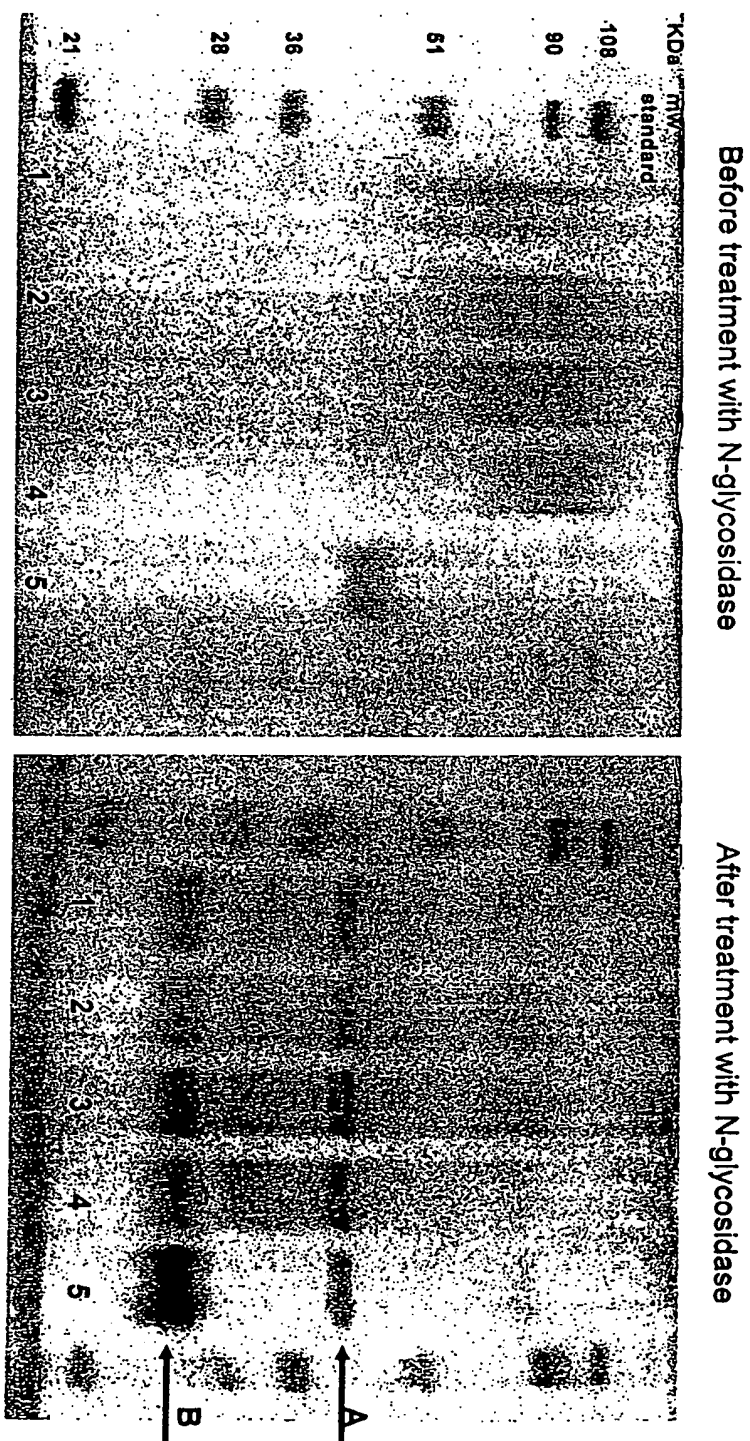 Before treatment with N-glycosidase
KDa mw
standard
108
90
51
36
28
21
1 2 3 4 5
After treatment with N-glycosidase
A
B
1 2 3 4 5